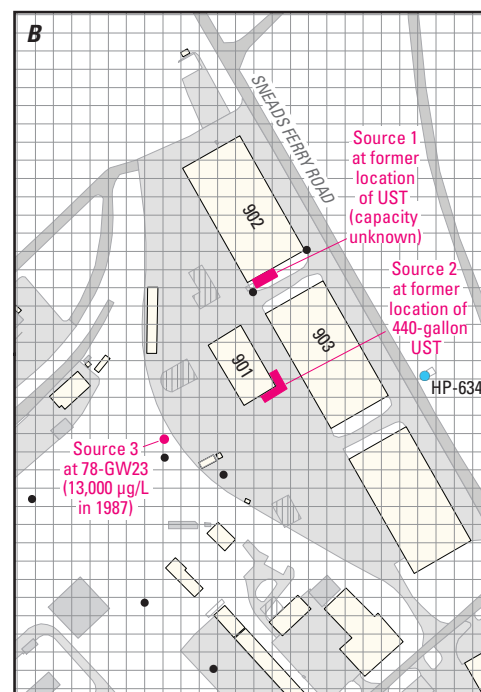 B
SNEADS FERRY ROAD
Source 1
at former
location
of UST
(capacity
unknown)
902
Source 2
at former
location of
440-gallon
UST
903
901
HP-634
Source 3
at 78-GW23
(13,000 µg/L
in 1987)